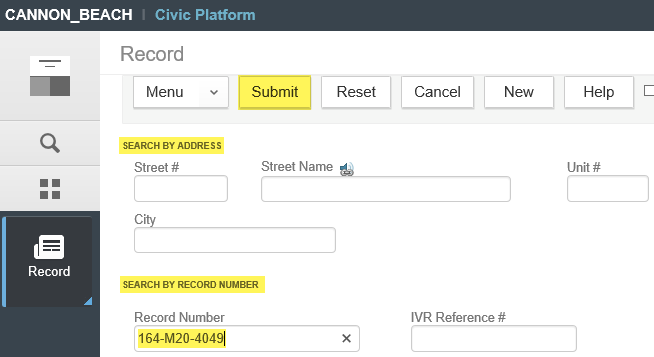 CANNON_BEACH | Civic Platform
Record
Menu Submit Reset Cancel New Help
SEARCH BY ADDRESS
Street # Street Name Unit #
City
SEARCH BY RECORD NUMBER
Record
Record Number IVR Reference #
164-M20-4049